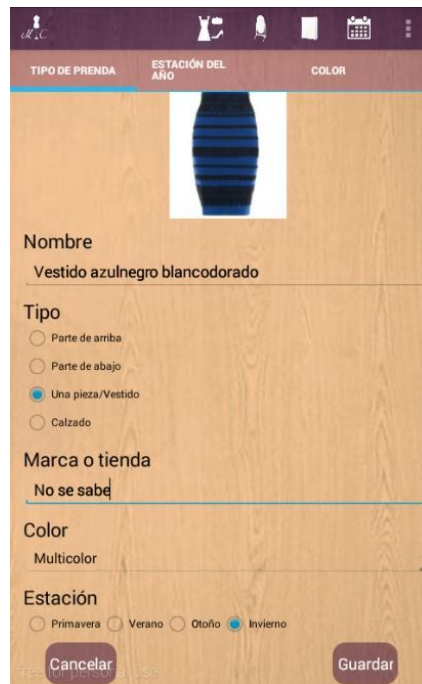 M.C.
TIPO DE PRENDA
ESTACIÓN DEL
AÑO
COLOR
Nombre
Vestido azulnegro blancodorado
Tipo
Parte de arriba
Parte de abajo
Una pieza/Vestido
Calzado
Marca o tienda
No se sabe
Color
Multicolor
Estación
Primavera Verano Otoño Invierno
Cancelar
Guardar